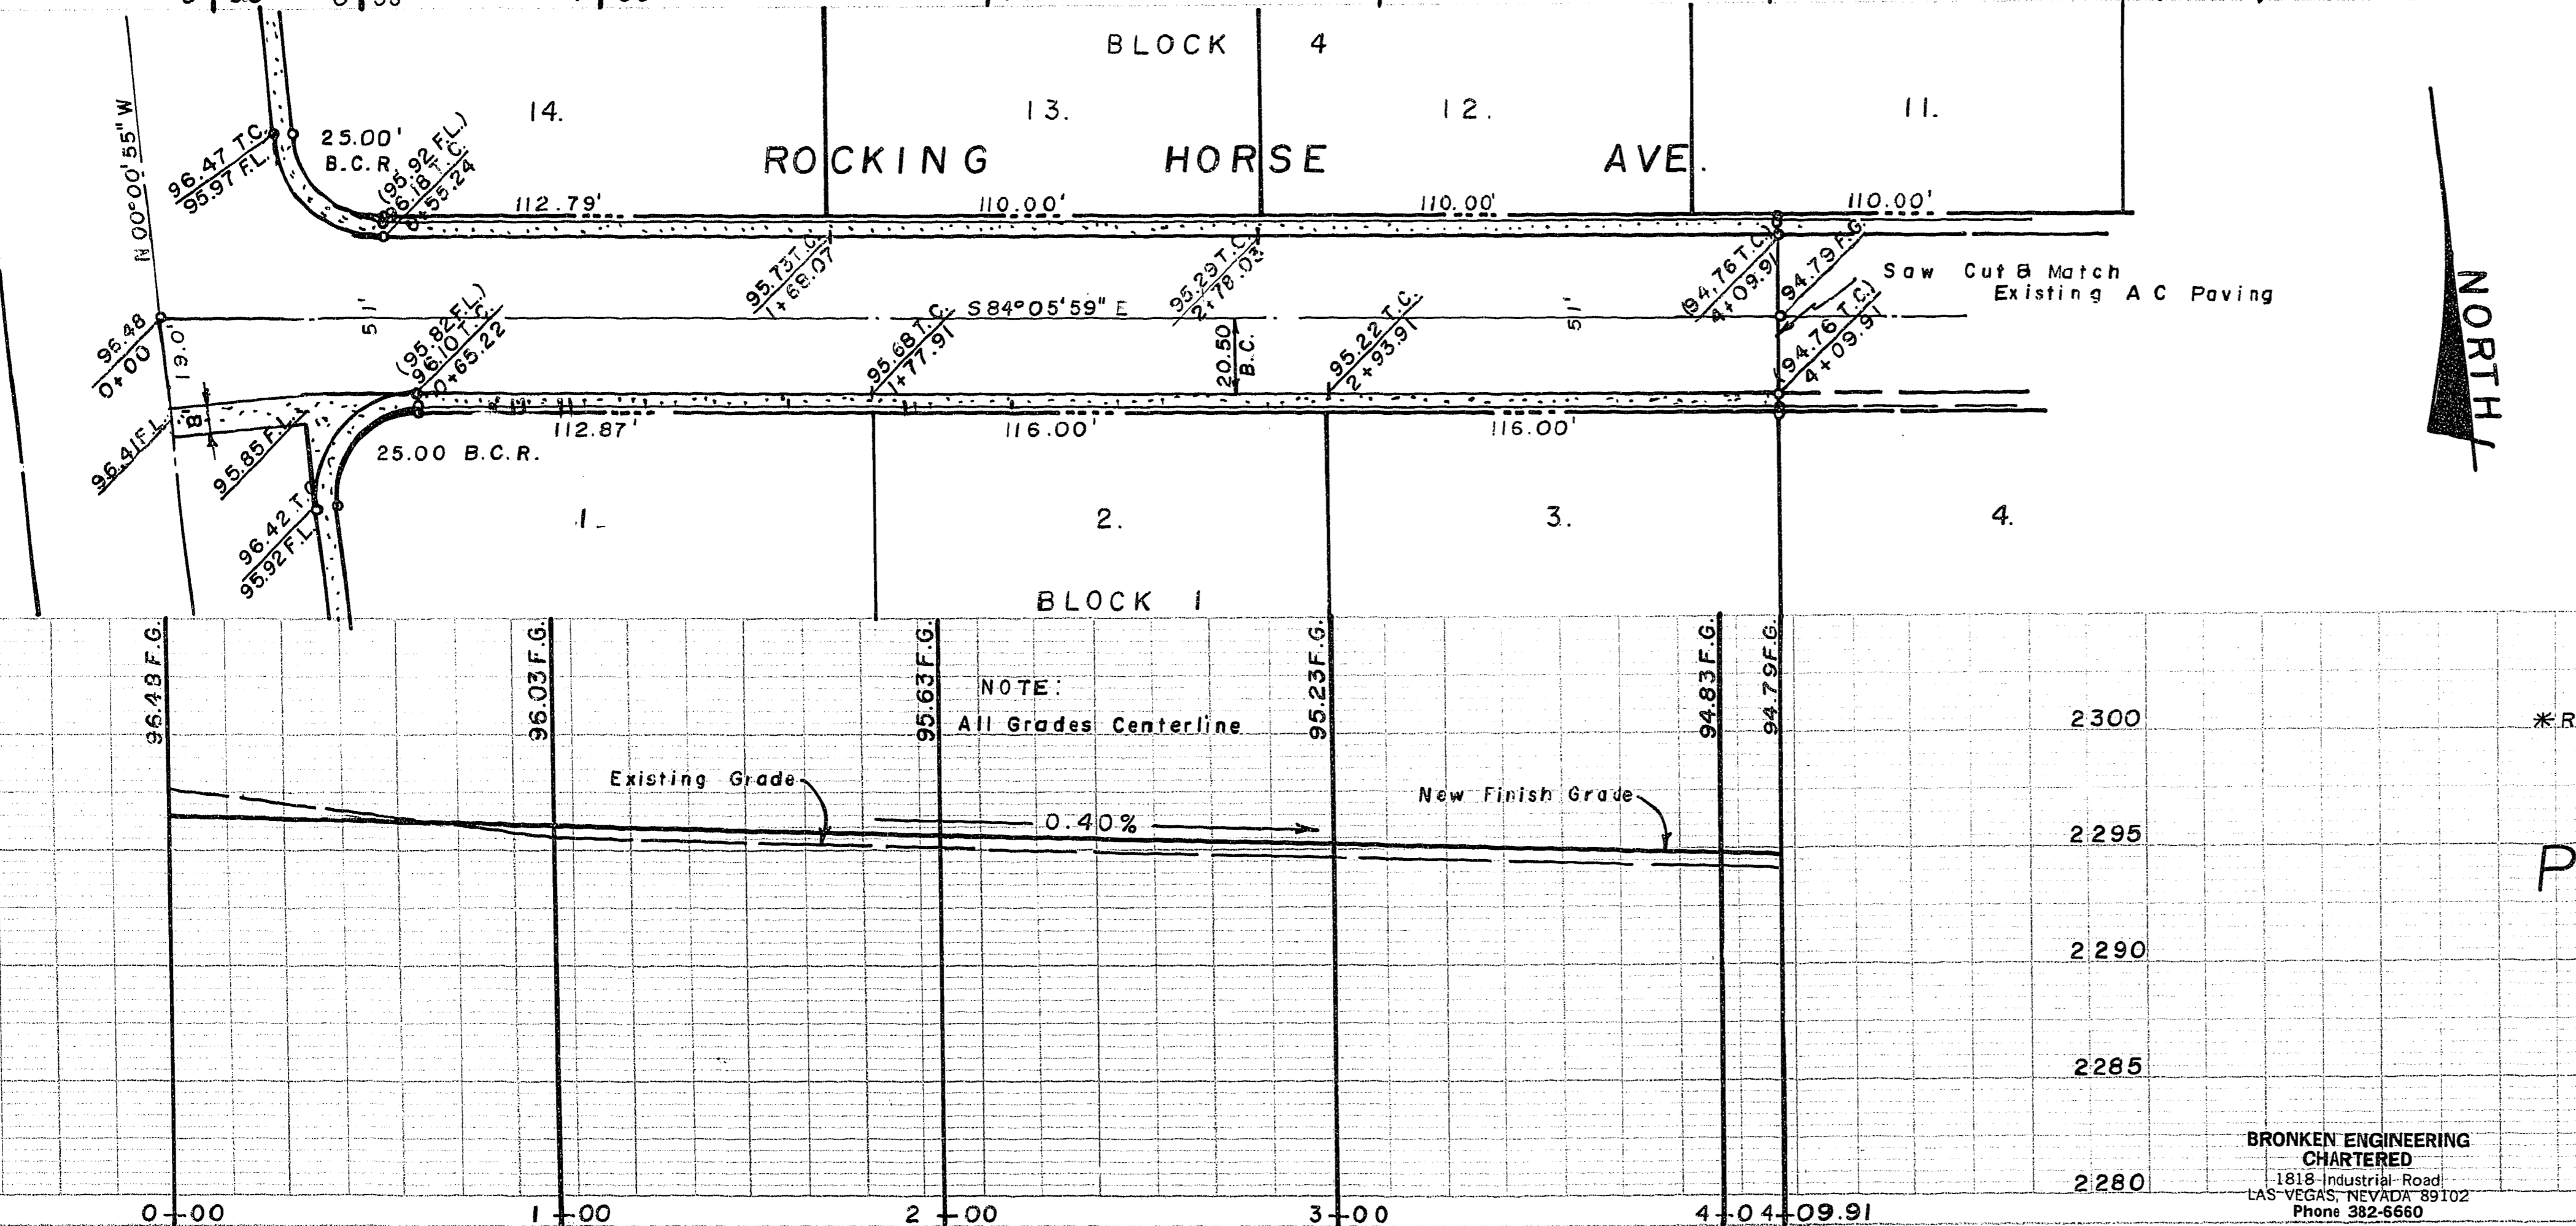 BLOCK 4
14.
13.
12.
11.
N 00°00'55" W
96.47 T.C.
95.97 F.L.
25.00'
B.C.R.
(95.92 F.L.)
96.18 T.C.
0+55.24
ROCKING HORSE AVE.
112.79'
110.00'
110.00'
110.00'
95.73 T.C.
1+68.07
95.29 T.C.
2+78.03
(94.76 T.C.)
4+09.91
94.79 F.G.
Saw Cut & Match
Existing A C Paving
NORTH
96.48
0+00
19.0'
51'
S 84°05'59" E
51'
(95.82 F.L.)
96.10 T.C.
0+65.22
95.68 T.C.
1+77.91
20.50
B.C.
95.22 T.C.
2+93.91
(94.76 T.C.)
4+09.91
96.41 F.L.
8'
95.85 F.L.
112.87'
116.00'
116.00'
25.00 B.C.R.
96.42 T.C.
95.92 F.L.
1.
2.
3.
4.
BLOCK 1
96.48 F.G.
96.03 F.G.
95.63 F.G.
95.23 F.G.
94.83 F.G.
94.79 F.G.
NOTE:
All Grades Centerline
Existing Grade
New Finish Grade
0.40%
2300
2295
2290
2285
2280
* R
P
BRONKEN ENGINEERING
CHARTERED
1818 Industrial Road
LAS VEGAS, NEVADA 89102
Phone 382-6660
0+00
1+00
2+00
3+00
4+0
4+09.91